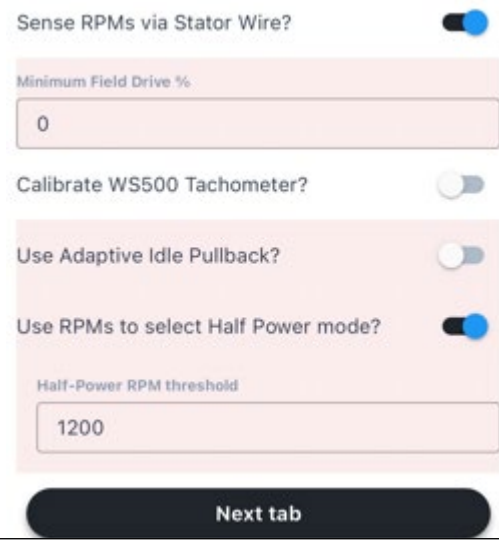 Sense RPMs via Stator Wire?
Minimum Field Drive %
0
Calibrate WS500 Tachometer?
Use Adaptive Idle Pullback?
Use RPMs to select Half Power mode?
Half-Power RPM threshold
1200
Next tab